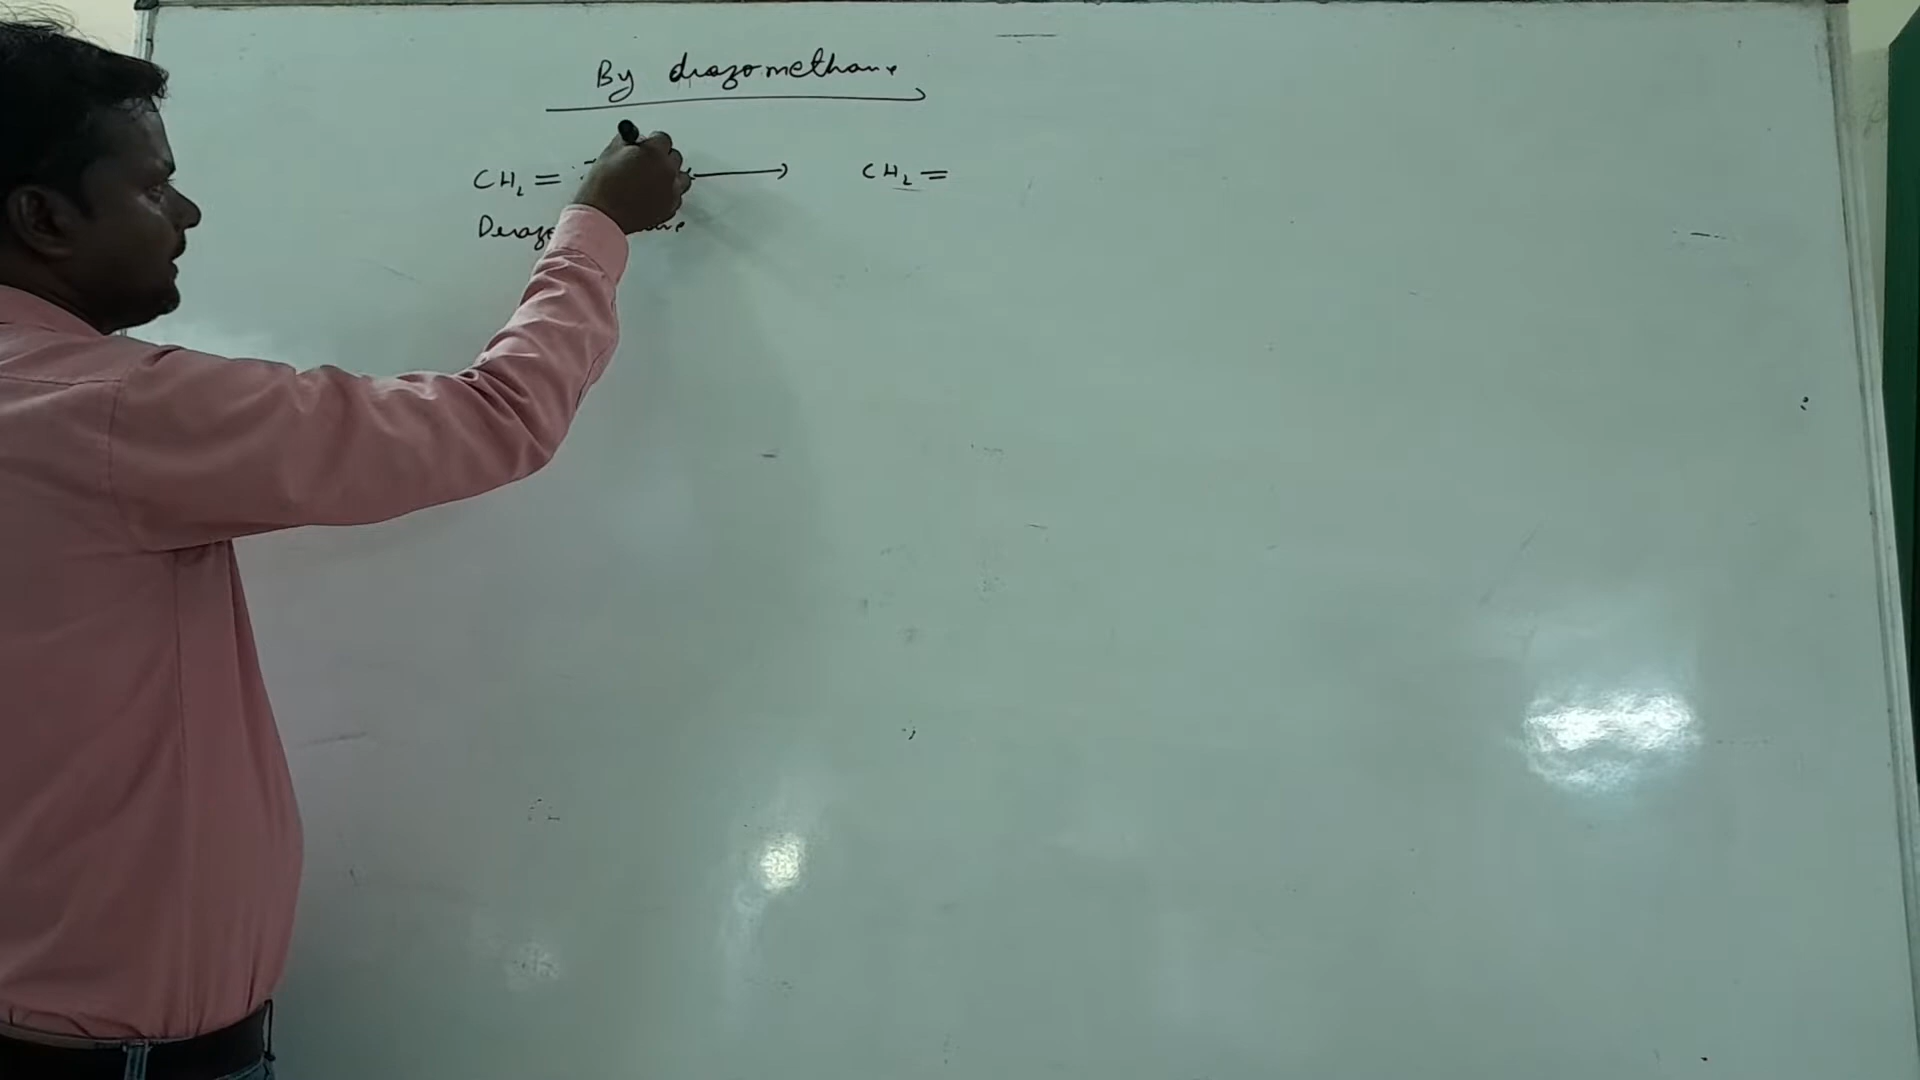 By diazomethane
CH₂ = ⟷ CH₂ =